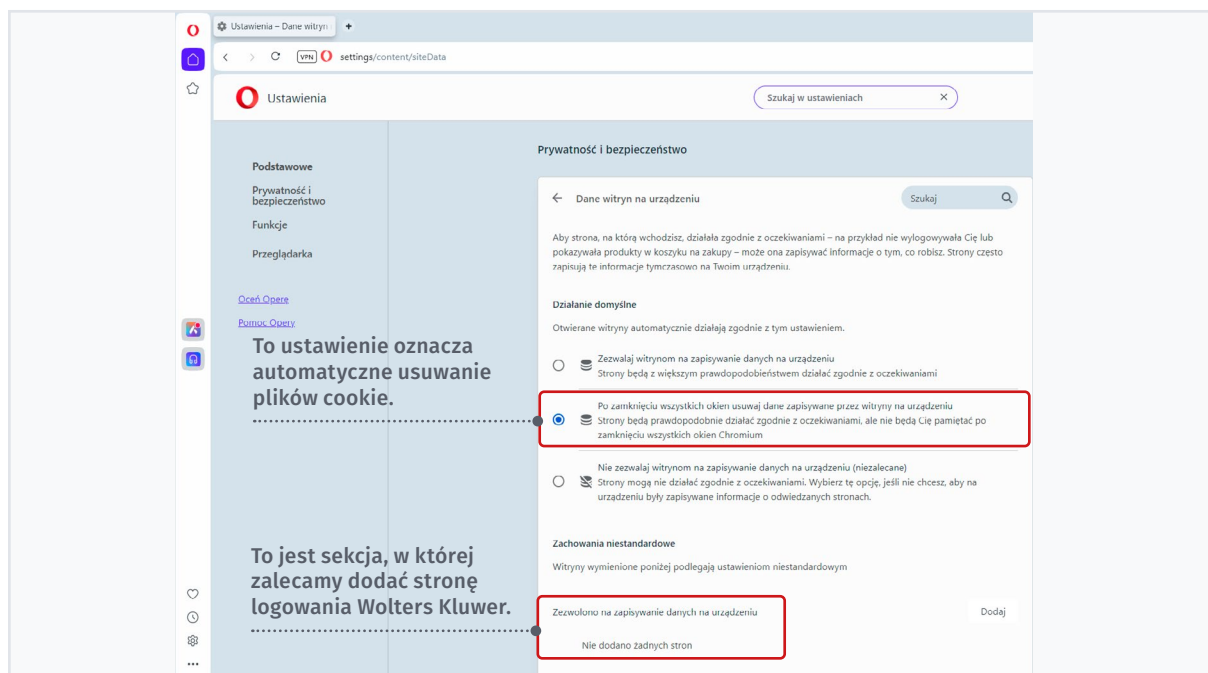 Ustawienia – Dane witryn
VPN
settings/content/siteData
Ustawienia
Szukaj w ustawieniach
Podstawowe
Prywatność i
bezpieczeństwo
Funkcje
Przeglądarka
Oceń Operę
Pomoc Opery
Prywatność i bezpieczeństwo
Dane witryn na urządzeniu
Szukaj
Aby strona, na którą wchodzisz, działała zgodnie z oczekiwaniami – na przykład nie wylogowywała Cię lub
pokazywała produkty w koszyku na zakupy – może ona zapisywać informacje o tym, co robisz. Strony często
zapisują te informacje tymczasowo na Twoim urządzeniu.
Działanie domyślne
Otwierane witryny automatycznie działają zgodnie z tym ustawieniem.
Zezwalaj witrynom na zapisywanie danych na urządzeniu
Strony będą z większym prawdopodobieństwem działać zgodnie z oczekiwaniami
To ustawienie oznacza
automatyczne usuwanie
plików cookie.
Po zamknięciu wszystkich okien usuwaj dane zapisywane przez witryny na urządzeniu
Strony będą prawdopodobnie działać zgodnie z oczekiwaniami, ale nie będą Cię pamiętać po
zamknięciu wszystkich okien Chromium
Nie zezwalaj witrynom na zapisywanie danych na urządzeniu (niezalecane)
Strony mogą nie działać zgodnie z oczekiwaniami. Wybierz tę opcję, jeśli nie chcesz, aby na
urządzeniu były zapisywane informacje o odwiedzanych stronach.
Zachowania niestandardowe
Witryny wymienione poniżej podlegają ustawieniom niestandardowym
To jest sekcja, w której
zalecamy dodać stronę
logowania Wolters Kluwer.
Zezwolono na zapisywanie danych na urządzeniu
Dodaj
Nie dodano żadnych stron